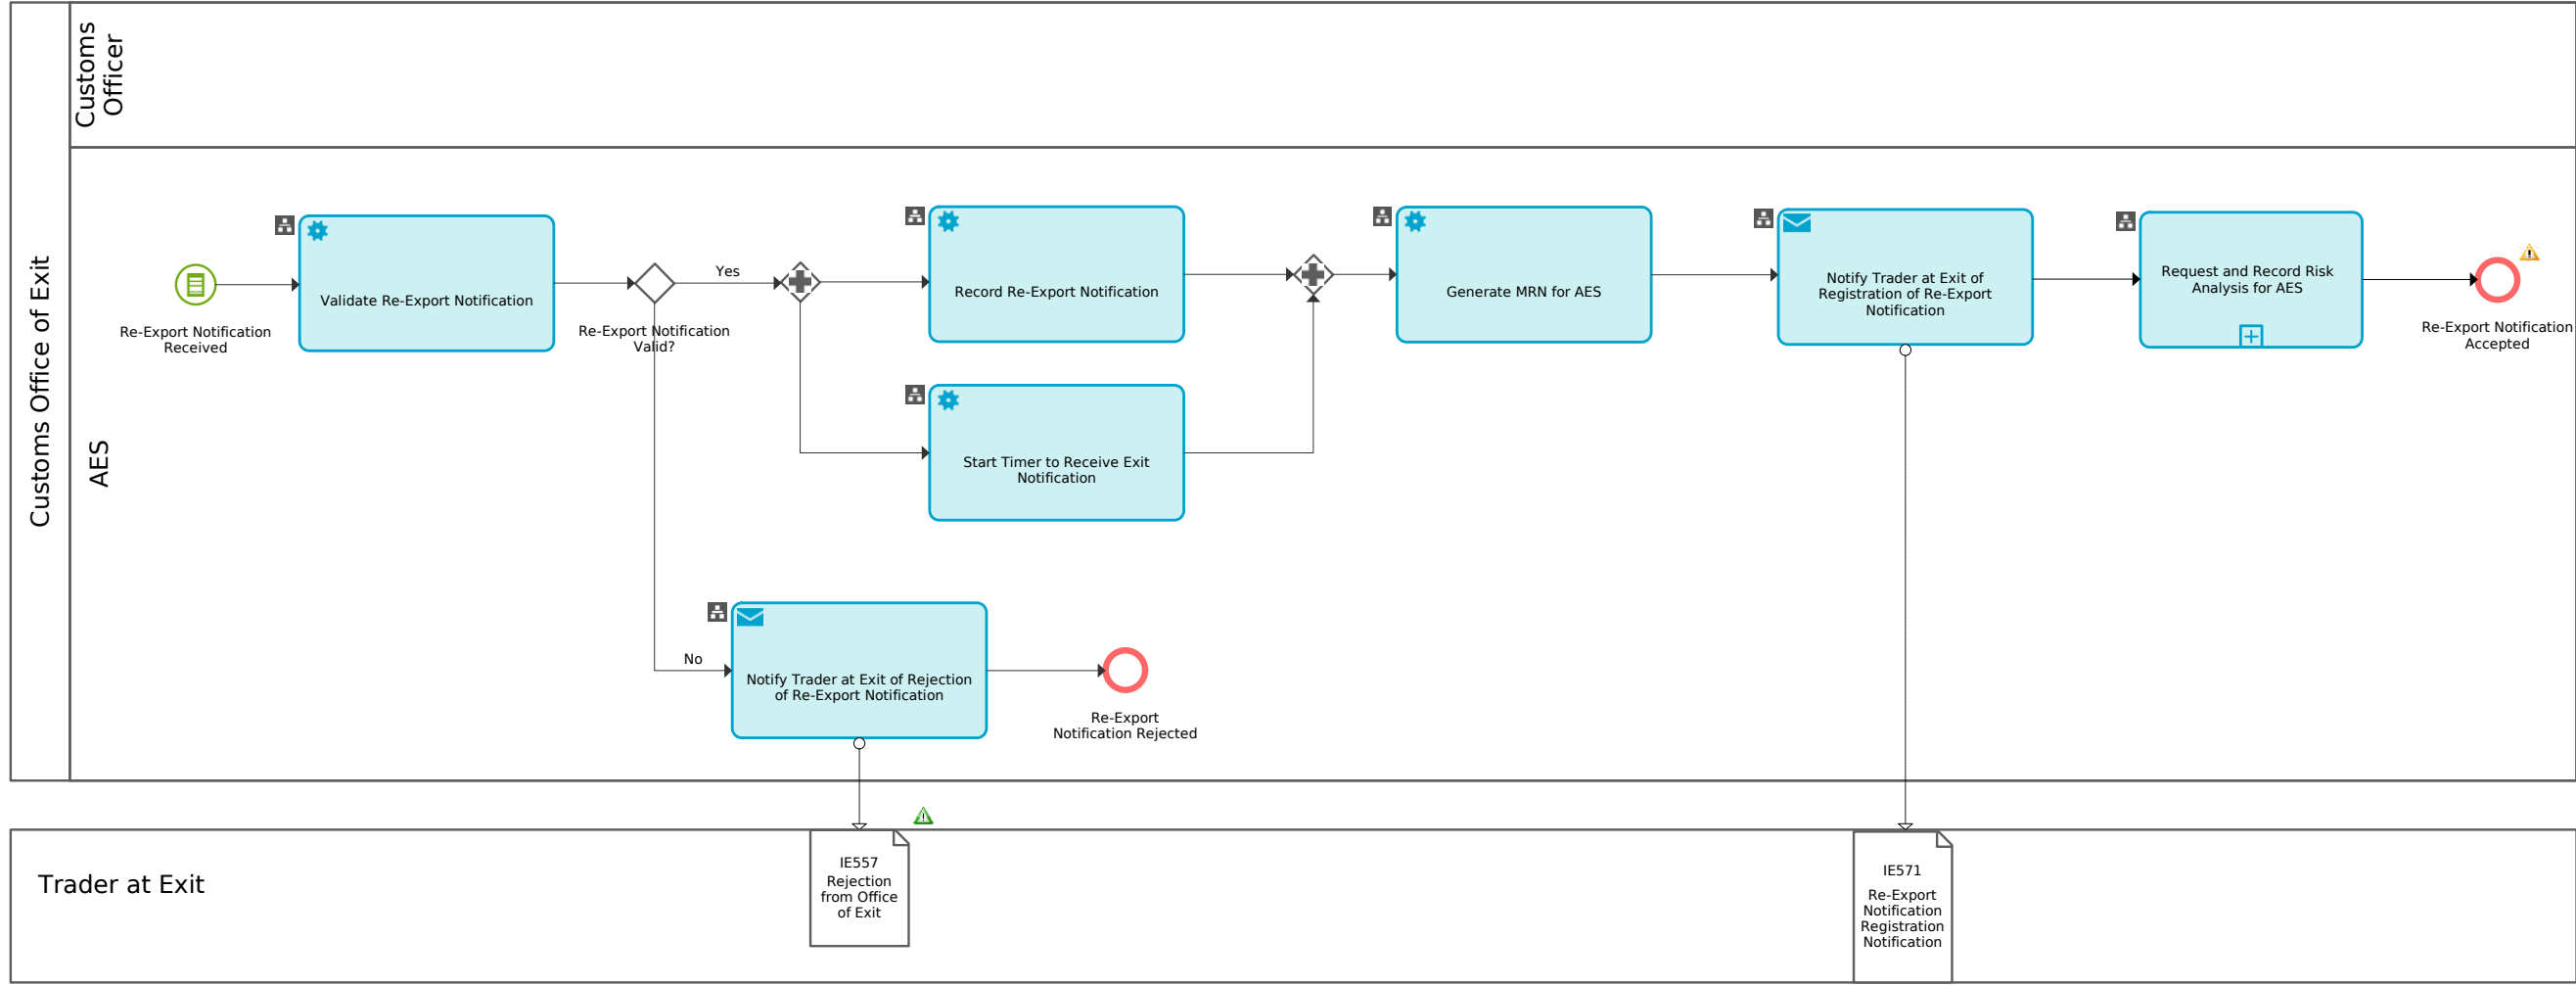 Customs
Officer
Customs Office of Exit
AES
Re-Export Notification
Received
Validate Re-Export Notification
Re-Export Notification
Valid?
Yes
Record Re-Export Notification
Start Timer to Receive Exit
Notification
Generate MRN for AES
Notify Trader at Exit of
Registration of Re-Export
Notification
Request and Record Risk
Analysis for AES
Re-Export Notification
Accepted
No
Notify Trader at Exit of Rejection
of Re-Export Notification
Re-Export
Notification Rejected
Trader at Exit
IE557
Rejection
from Office
of Exit
IE571
Re-Export
Notification
Registration
Notification